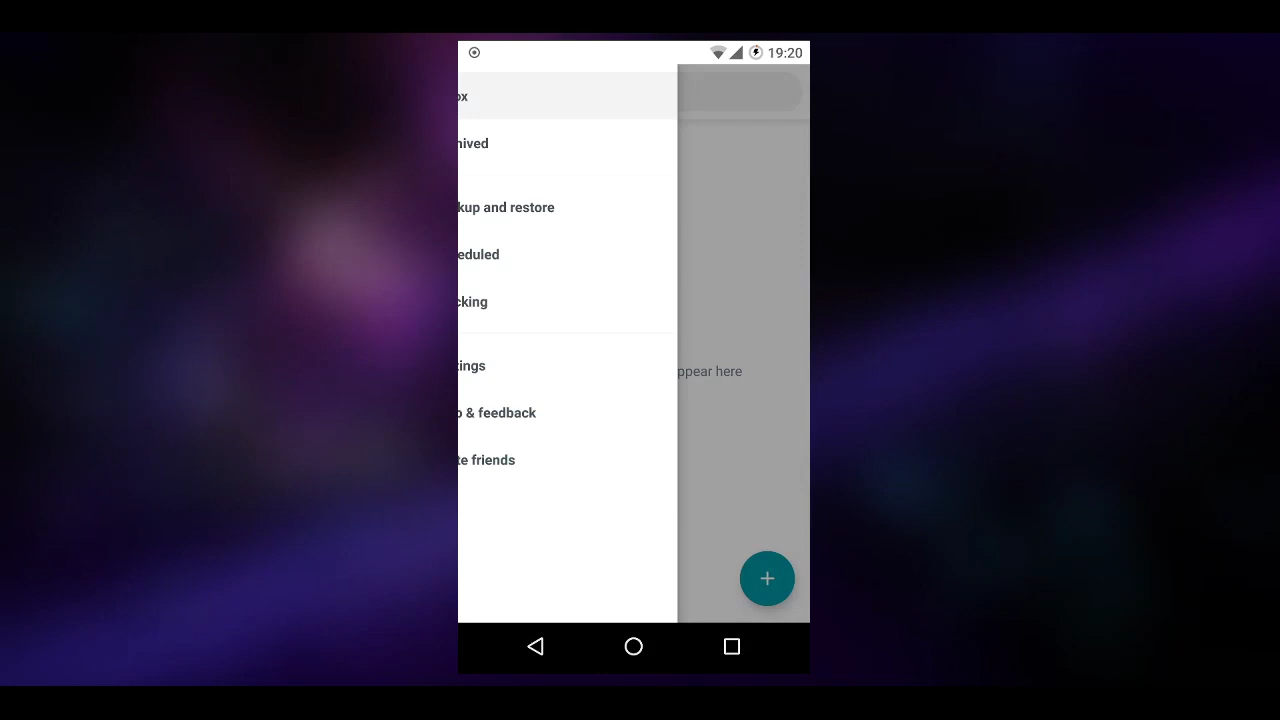 19:20
ox
hived
kup and restore
eduled
cking
tings
ppear here
p & feedback
te friends